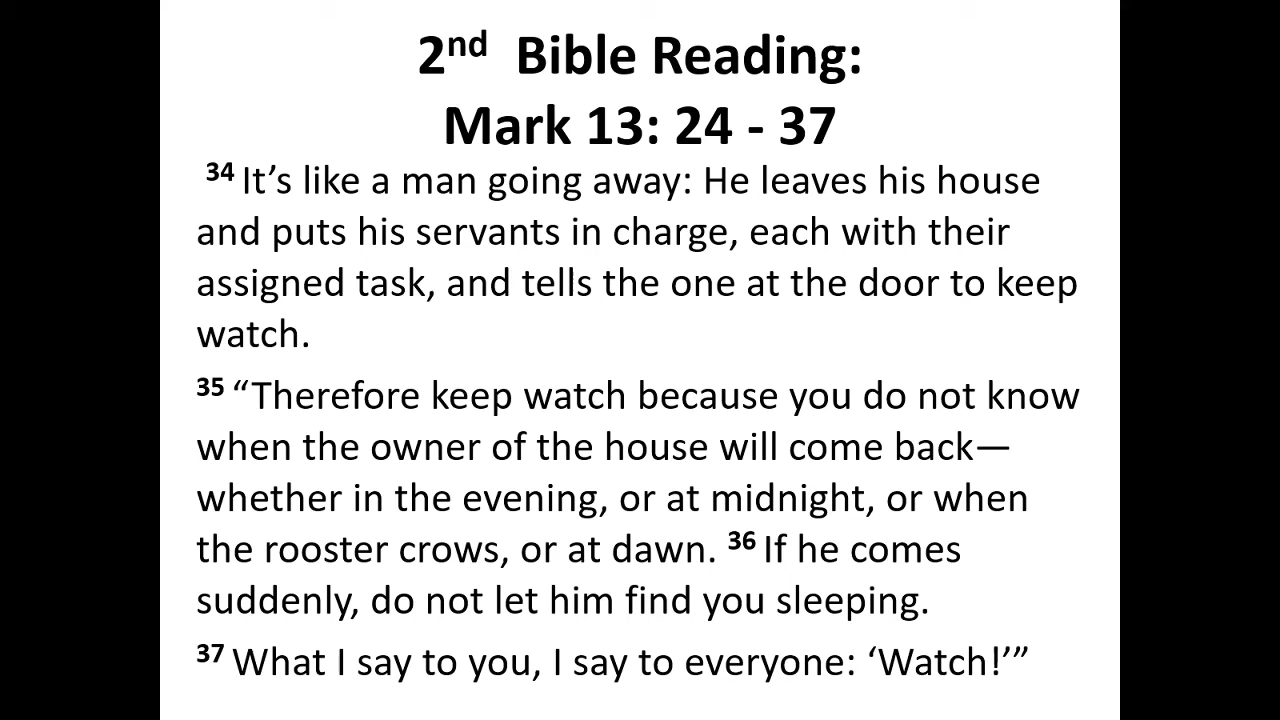 2nd Bible Reading:
Mark 13: 24 - 37
34 It’s like a man going away: He leaves his house
and puts his servants in charge, each with their
assigned task, and tells the one at the door to keep
watch.
35 “Therefore keep watch because you do not know
when the owner of the house will come back—
whether in the evening, or at midnight, or when
the rooster crows, or at dawn. 36 If he comes
suddenly, do not let him find you sleeping.
37 What I say to you, I say to everyone: ‘Watch!’”